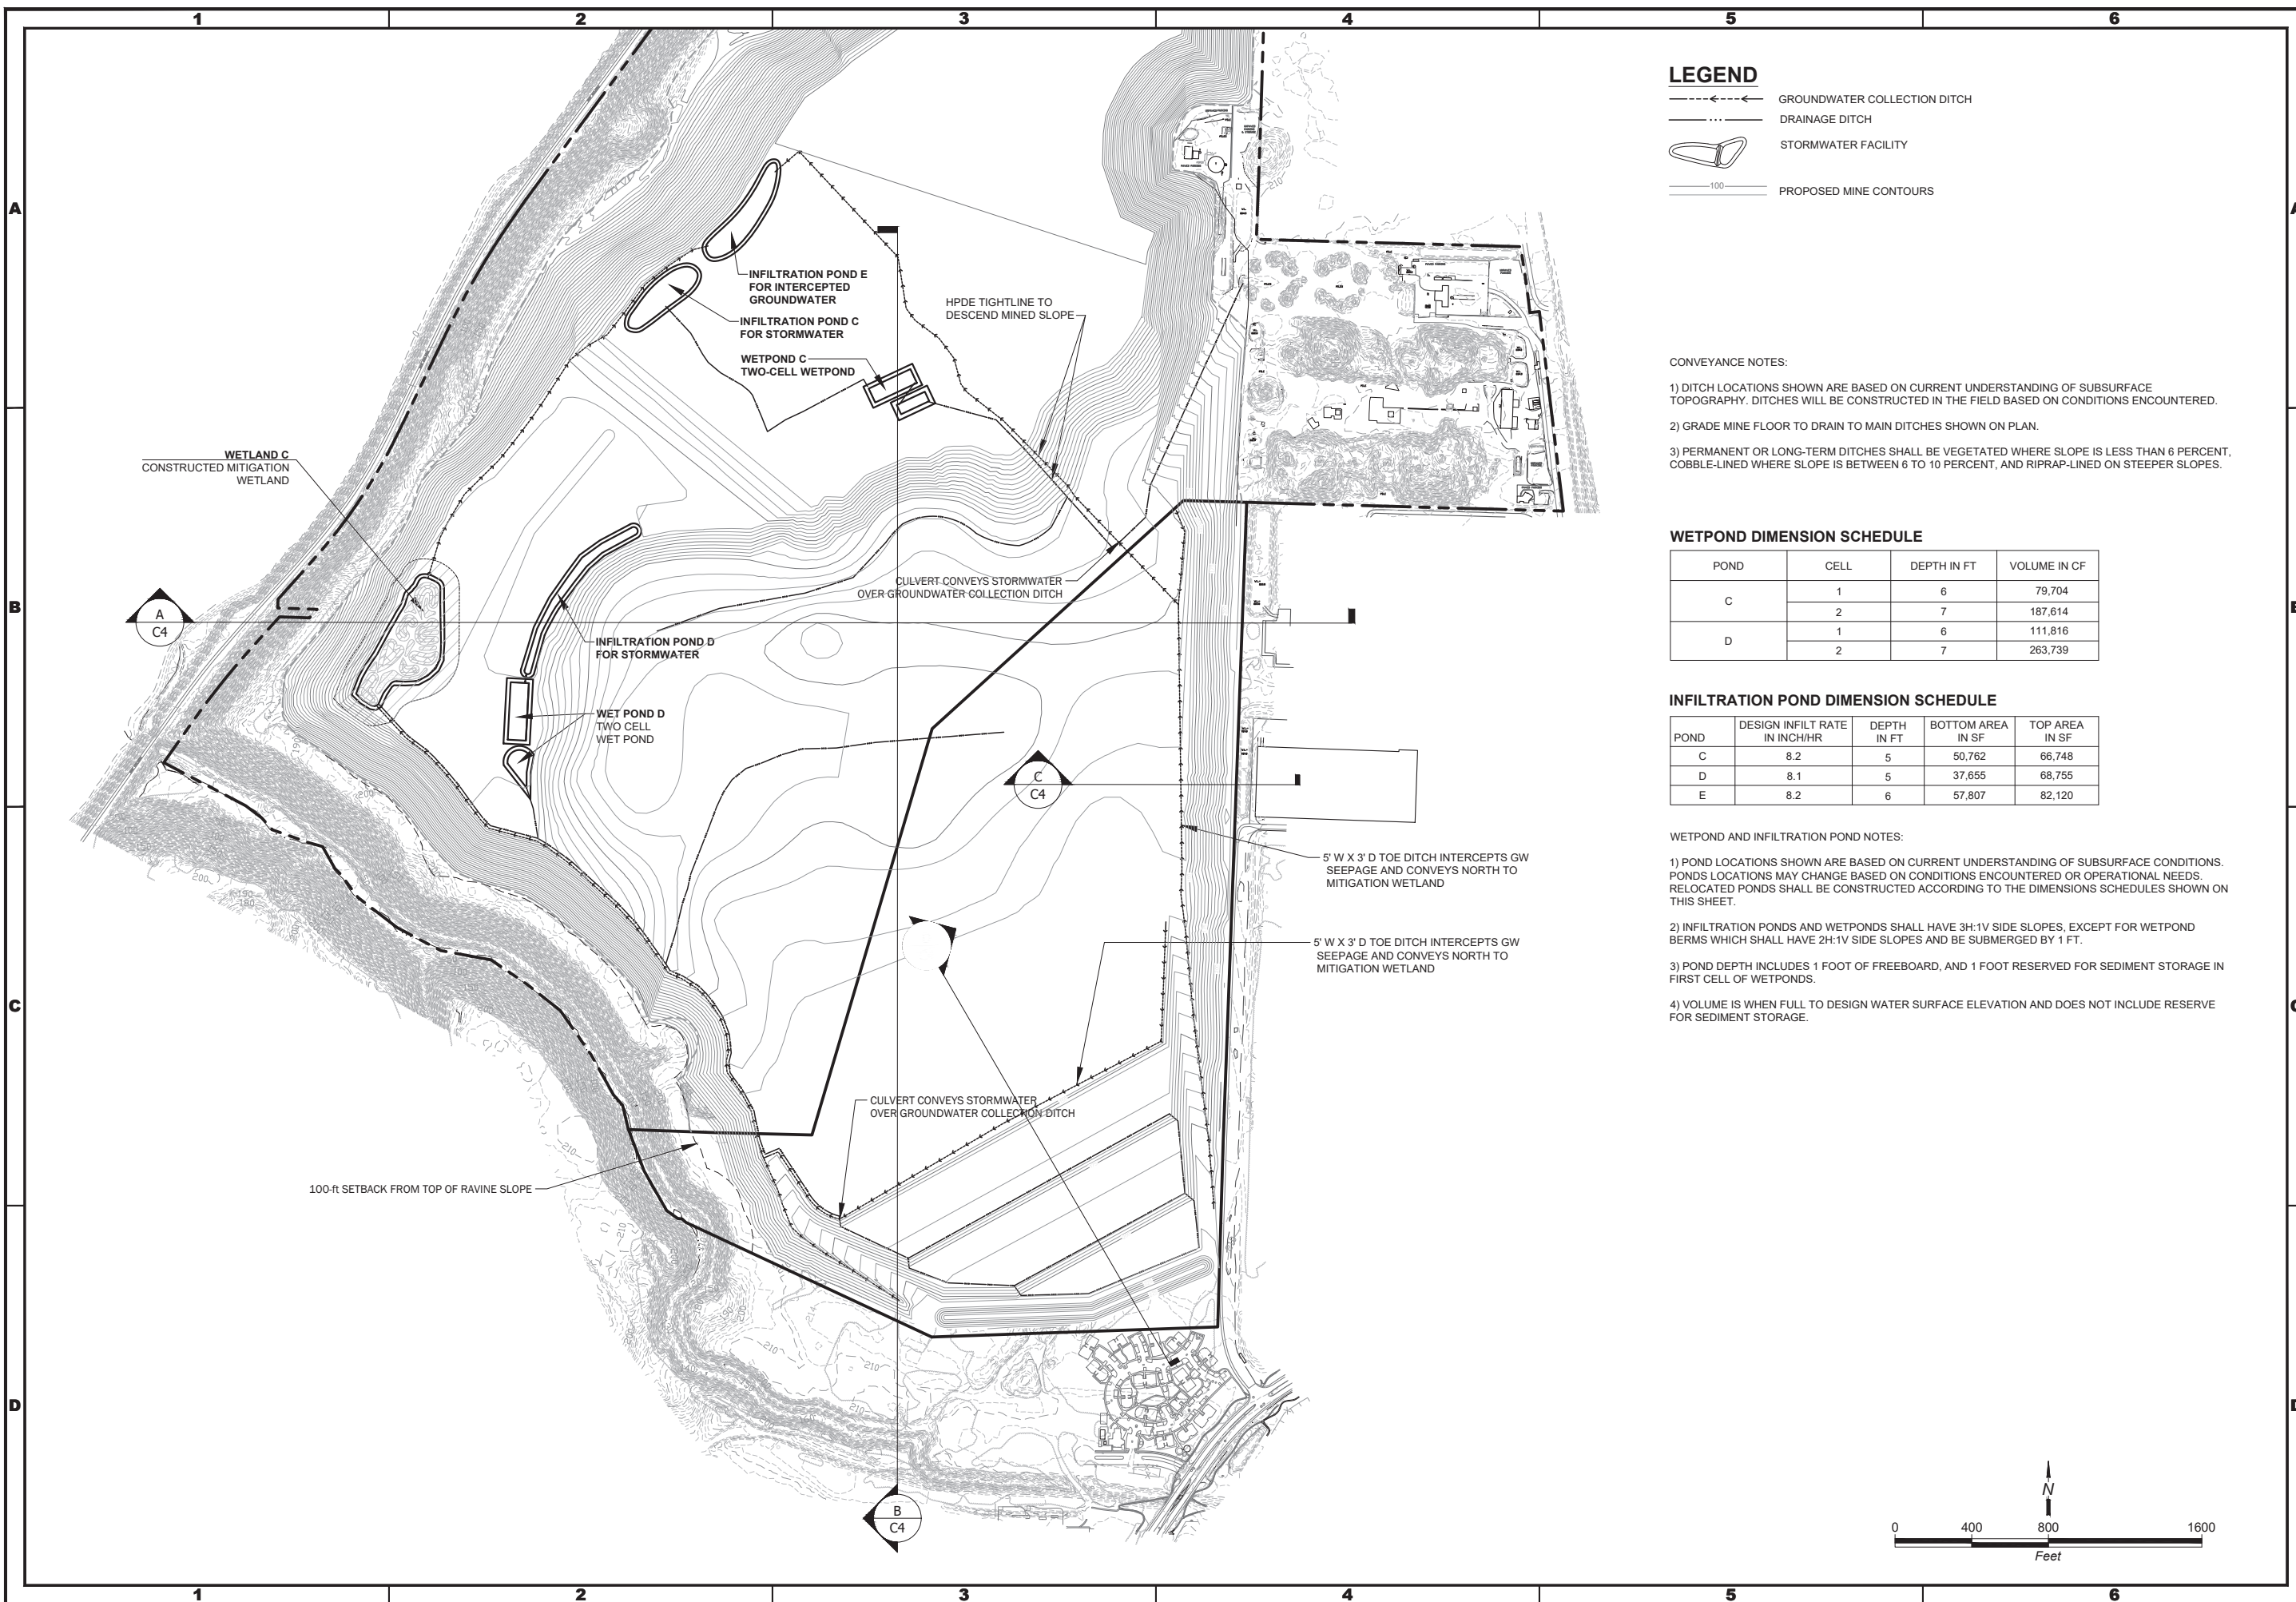 1 2 3 4 5 6
A
B
C
D
LEGEND
GROUNDWATER COLLECTION DITCH
DRAINAGE DITCH
STORMWATER FACILITY
100
PROPOSED MINE CONTOURS
INFILTRATION POND E
FOR INTERCEPTED
GROUNDWATER
INFILTRATION POND C
FOR STORMWATER
WETPOND C
TWO-CELL WETPOND
HPDE TIGHTLINE TO
DESCEND MINED SLOPE
WETLAND C
CONSTRUCTED MITIGATION
WETLAND
CULVERT CONVEYS STORMWATER
OVER GROUNDWATER COLLECTION DITCH
A
C4
INFILTRATION POND D
FOR STORMWATER
WET POND D
TWO CELL
WET POND
C
C4
5' W X 3' D TOE DITCH INTERCEPTS GW
SEEPAGE AND CONVEYS NORTH TO
MITIGATION WETLAND
5' W X 3' D TOE DITCH INTERCEPTS GW
SEEPAGE AND CONVEYS NORTH TO
MITIGATION WETLAND
CULVERT CONVEYS STORMWATER
OVER GROUNDWATER COLLECTION DITCH
100-ft SETBACK FROM TOP OF RAVINE SLOPE
B
C4
210
190
200
200
200
210
210
210
210
210
CONVEYANCE NOTES:
1) DITCH LOCATIONS SHOWN ARE BASED ON CURRENT UNDERSTANDING OF SUBSURFACE
TOPOGRAPHY. DITCHES WILL BE CONSTRUCTED IN THE FIELD BASED ON CONDITIONS ENCOUNTERED.
2) GRADE MINE FLOOR TO DRAIN TO MAIN DITCHES SHOWN ON PLAN.
3) PERMANENT OR LONG-TERM DITCHES SHALL BE VEGETATED WHERE SLOPE IS LESS THAN 6 PERCENT,
COBBLE-LINED WHERE SLOPE IS BETWEEN 6 TO 10 PERCENT, AND RIPRAP-LINED ON STEEPER SLOPES.
WETPOND DIMENSION SCHEDULE
POND CELL DEPTH IN FT VOLUME IN CF
C 1 6 79,704
2 7 187,614
D 1 6 111,816
2 7 263,739
INFILTRATION POND DIMENSION SCHEDULE
POND DESIGN INFILT RATE IN INCH/HR DEPTH IN FT BOTTOM AREA IN SF TOP AREA IN SF
C 8.2 5 50,762 66,748
D 8.1 5 37,655 68,755
E 8.2 6 57,807 82,120
WETPOND AND INFILTRATION POND NOTES:
1) POND LOCATIONS SHOWN ARE BASED ON CURRENT UNDERSTANDING OF SUBSURFACE CONDITIONS.
PONDS LOCATIONS MAY CHANGE BASED ON CONDITIONS ENCOUNTERED OR OPERATIONAL NEEDS.
RELOCATED PONDS SHALL BE CONSTRUCTED ACCORDING TO THE DIMENSIONS SCHEDULES SHOWN ON
THIS SHEET.
2) INFILTRATION PONDS AND WETPONDS SHALL HAVE 3H:1V SIDE SLOPES, EXCEPT FOR WETPOND
BERMS WHICH SHALL HAVE 2H:1V SIDE SLOPES AND BE SUBMERGED BY 1 FT.
3) POND DEPTH INCLUDES 1 FOOT OF FREEBOARD, AND 1 FOOT RESERVED FOR SEDIMENT STORAGE IN
FIRST CELL OF WETPONDS.
4) VOLUME IS WHEN FULL TO DESIGN WATER SURFACE ELEVATION AND DOES NOT INCLUDE RESERVE
FOR SEDIMENT STORAGE.
N
0 400 800 1600
Feet
1 2 3 4 5 6